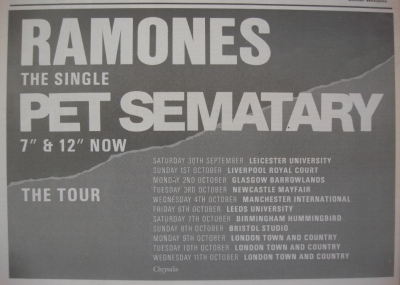 RAMONES
THE SINGLE
PET SEMATARY
7" & 12" NOW
THE TOUR
SATURDAY 30TH SEPTEMBER LEICESTER UNIVERSITY
SUNDAY 1ST OCTOBER LIVERPOOL ROYAL COURT
MONDAY 2ND OCTOBER GLASGOW BARROWLANDS
TUESDAY 3RD OCTOBER NEWCASTLE MAYFAIR
WEDNESDAY 4TH OCTOBER MANCHESTER INTERNATIONAL
FRIDAY 6TH OCTOBER LEEDS UNIVERSITY
SATURDAY 7TH OCTOBER BIRMINGHAM HUMMINGBIRD
SUNDAY 8TH OCTOBER BRISTOL STUDIO
MONDAY 9TH OCTOBER LONDON TOWN AND COUNTRY
TUESDAY 10TH OCTOBER LONDON TOWN AND COUNTRY
WEDNESDAY 11TH OCTOBER LONDON TOWN AND COUNTRY
Chrysalis